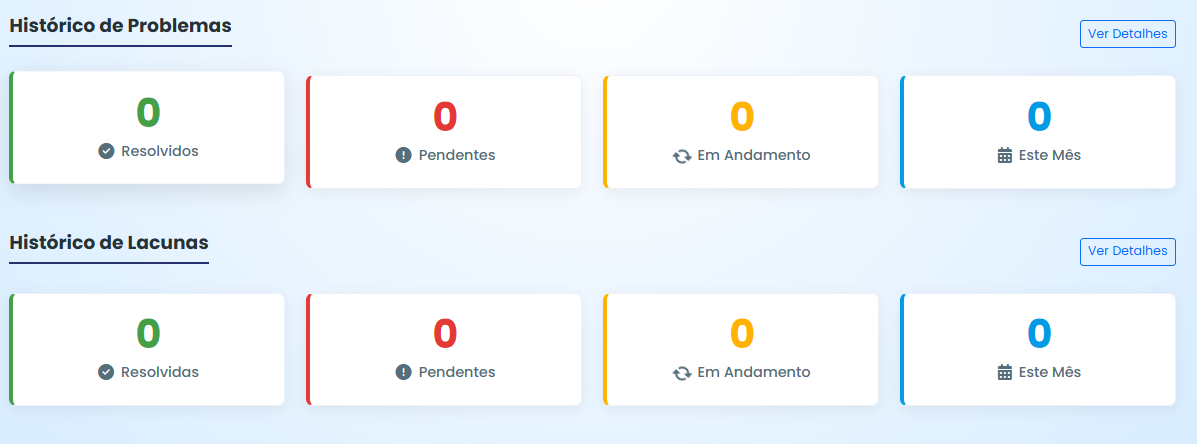 Histórico de Problemas
Ver Detalhes
0
Resolvidos
0
Pendentes
0
Em Andamento
0
Este Mês
Histórico de Lacunas
Ver Detalhes
0
Resolvidas
0
Pendentes
0
Em Andamento
0
Este Mês